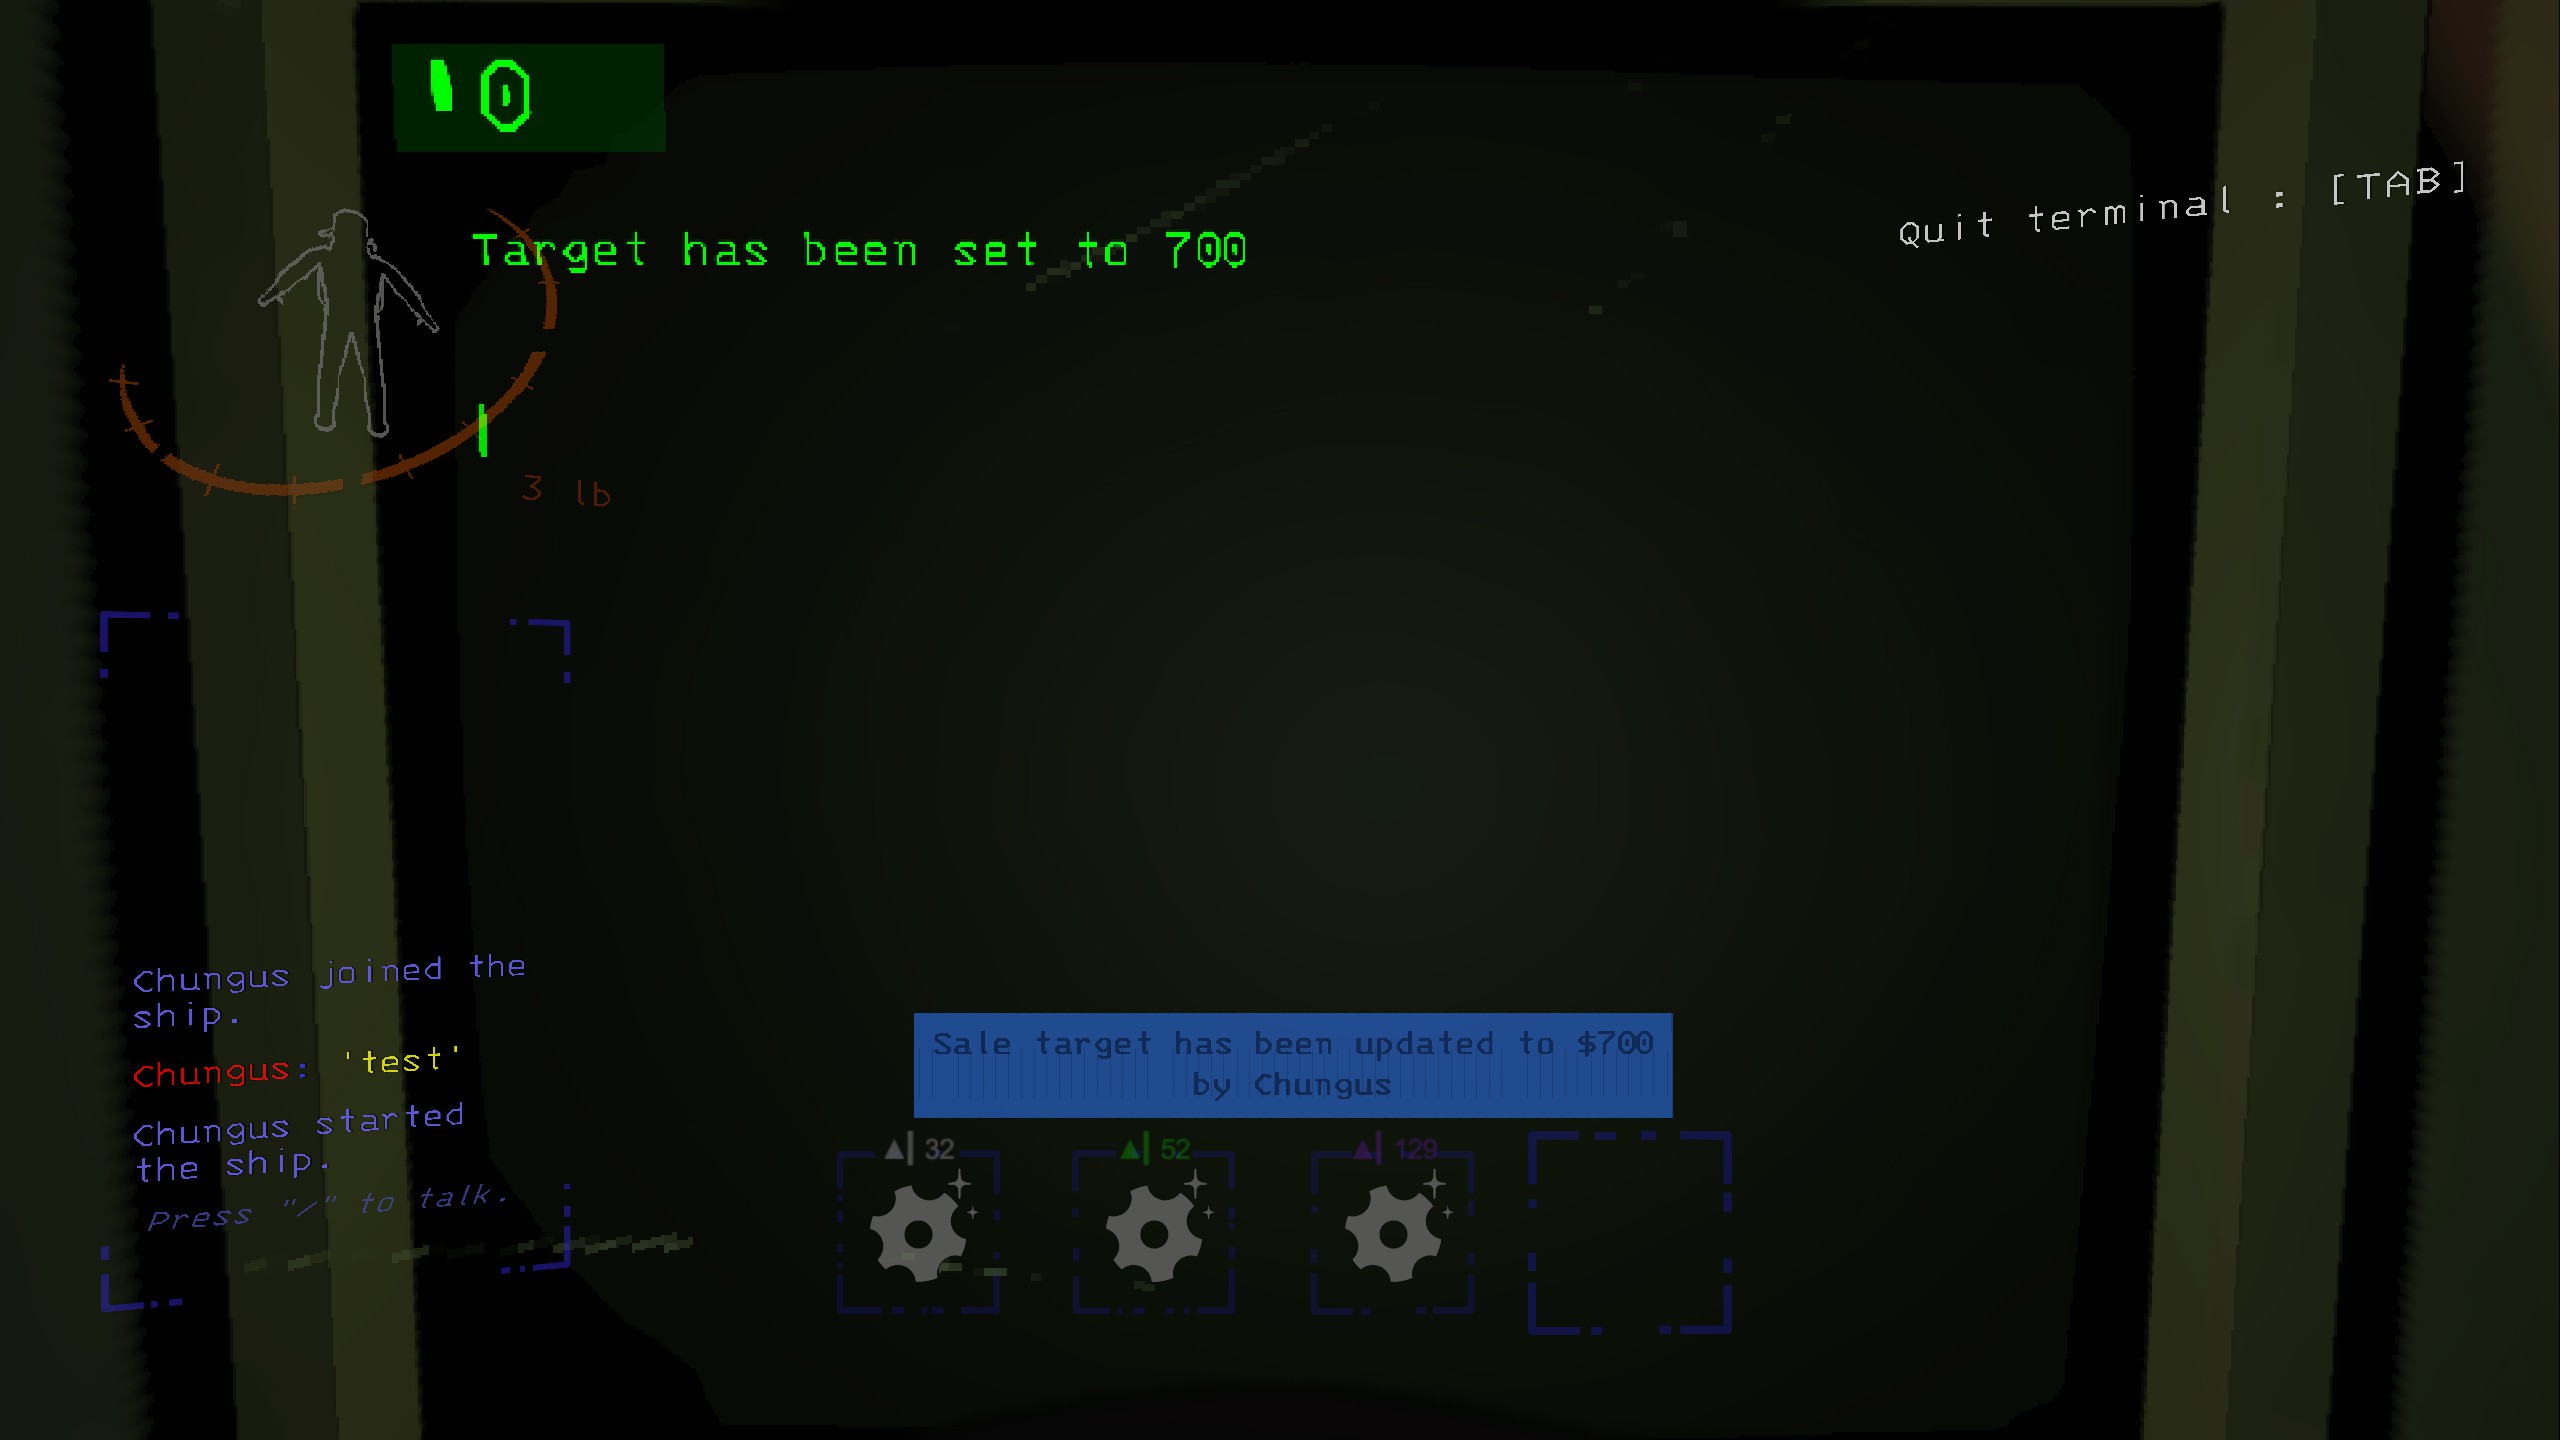 0
Target has been set to 700
Quit terminal : [TAB]
3 lb
Chungus joined the
ship.
Chungus: 'test'
Chungus started
the ship.
Press "/" to talk.
Sale target has been updated to $700
by Chungus
32
52
129